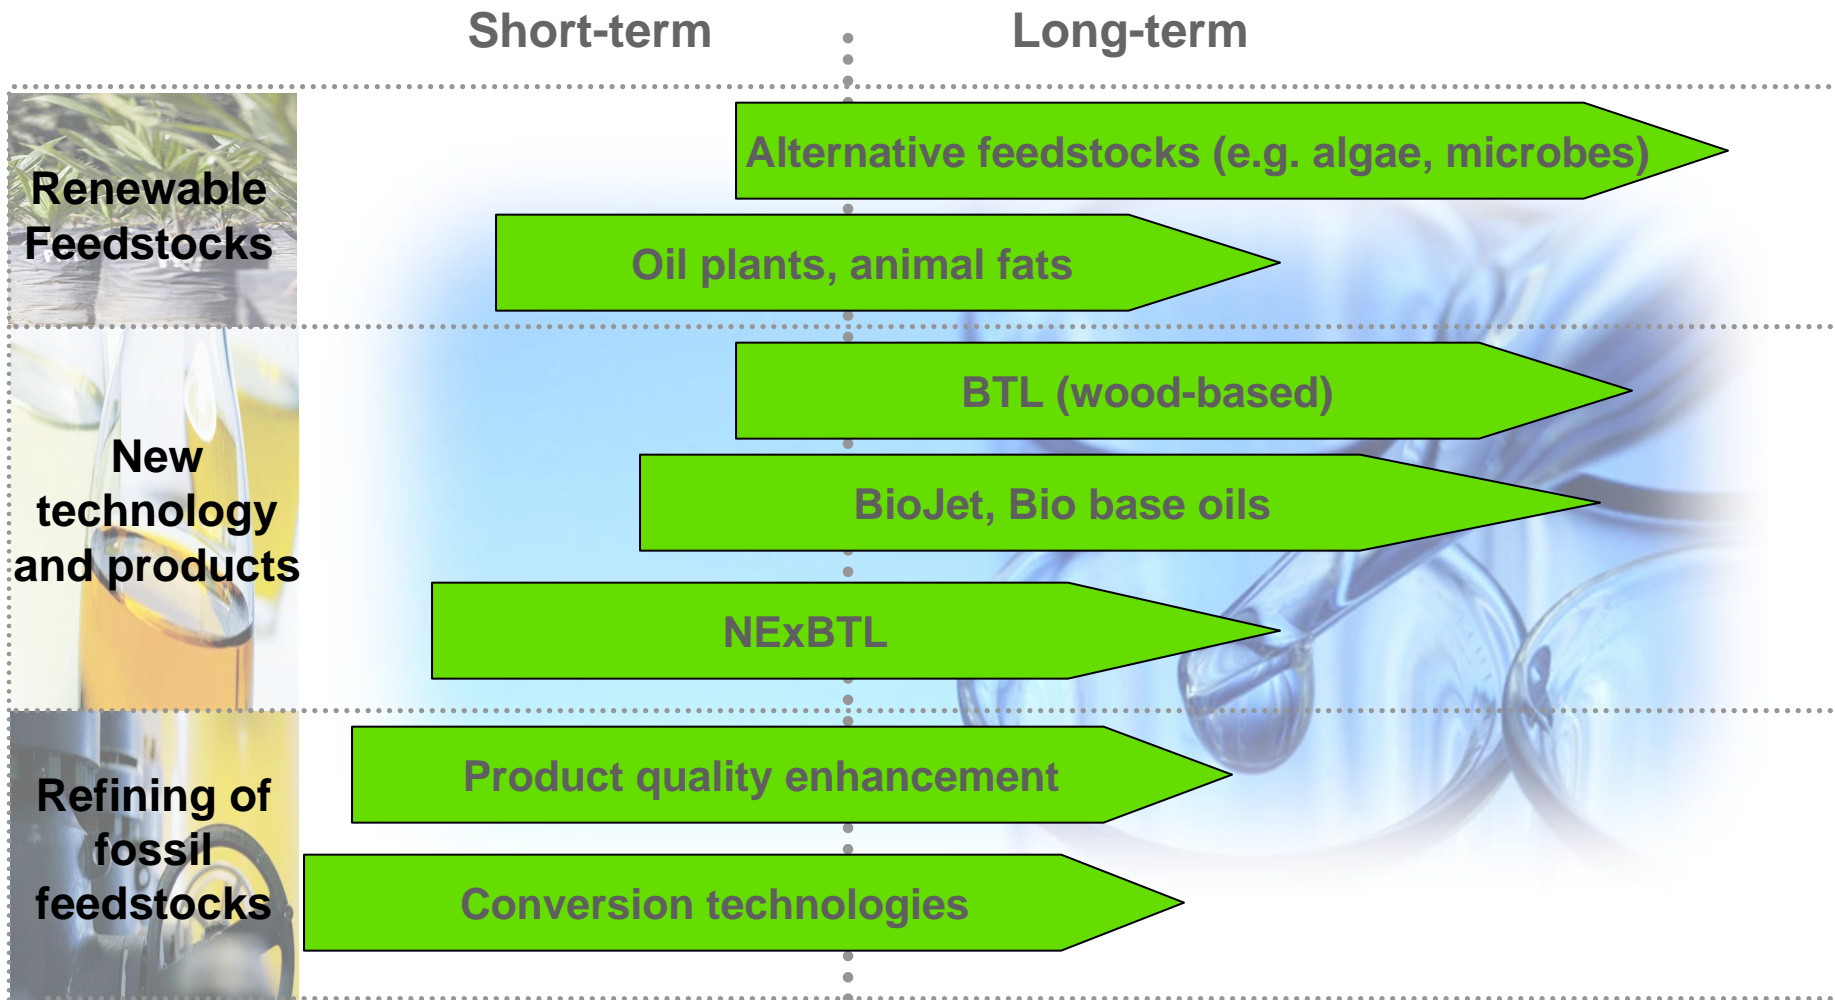 Short-term
Long-term
Renewable
Feedstocks
Alternative feedstocks (e.g. algae, microbes)
Oil plants, animal fats
New
technology
and products
BTL (wood-based)
BioJet, Bio base oils
NExBTL
Refining of
fossil
feedstocks
Product quality enhancement
Conversion technologies